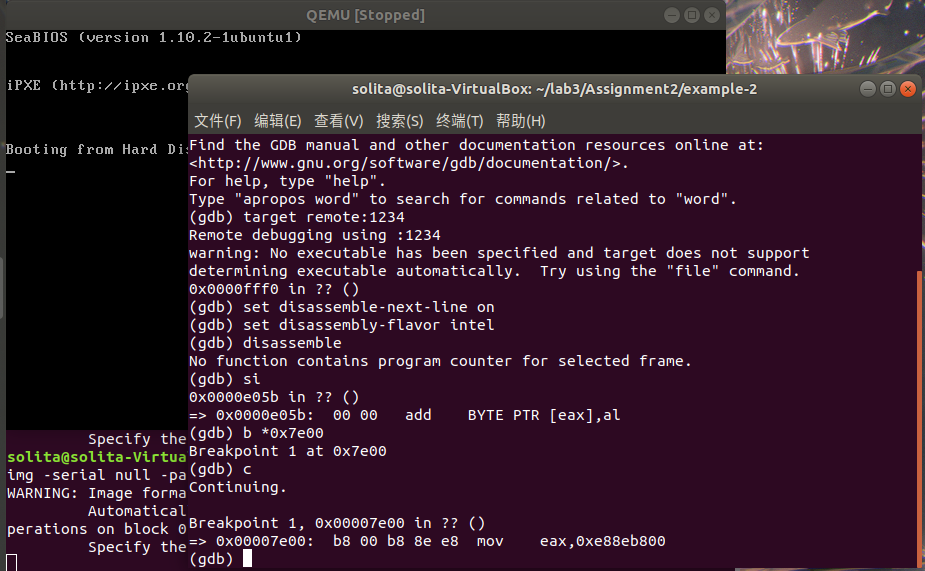 QEMU [Stopped]
SeaBIOS (version 1.10.2-1ubuntu1)
iPXE (http://ipxe.org
Booting from Hard Dis
solita@solita-VirtualBox: ~/lab3/Assignment2/example-2
文件(F) 编辑(E) 查看(V) 搜索(S) 终端(T) 帮助(H)
Find the GDB manual and other documentation resources online at:
<http://www.gnu.org/software/gdb/documentation/>.
For help, type "help".
Type "apropos word" to search for commands related to "word".
(gdb) target remote:1234
Remote debugging using :1234
warning: No executable has been specified and target does not support
determining executable automatically.  Try using the "file" command.
0x0000fff0 in ?? ()
(gdb) set disassemble-next-line on
(gdb) set disassembly-flavor intel
(gdb) disassemble
No function contains program counter for selected frame.
(gdb) si
0x0000e05b in ?? ()
=> 0x0000e05b:  00 00   add    BYTE PTR [eax],al
(gdb) b *0x7e00
Breakpoint 1 at 0x7e00
(gdb) c
Continuing.
Breakpoint 1, 0x00007e00 in ?? ()
=> 0x00007e00:  b8 00 b8 8e e8  mov    eax,0xe88eb800
(gdb)
Specify the
solita@solita-Virtua
img -serial null -pa
WARNING: Image forma
Automatical
perations on block 0
Specify the